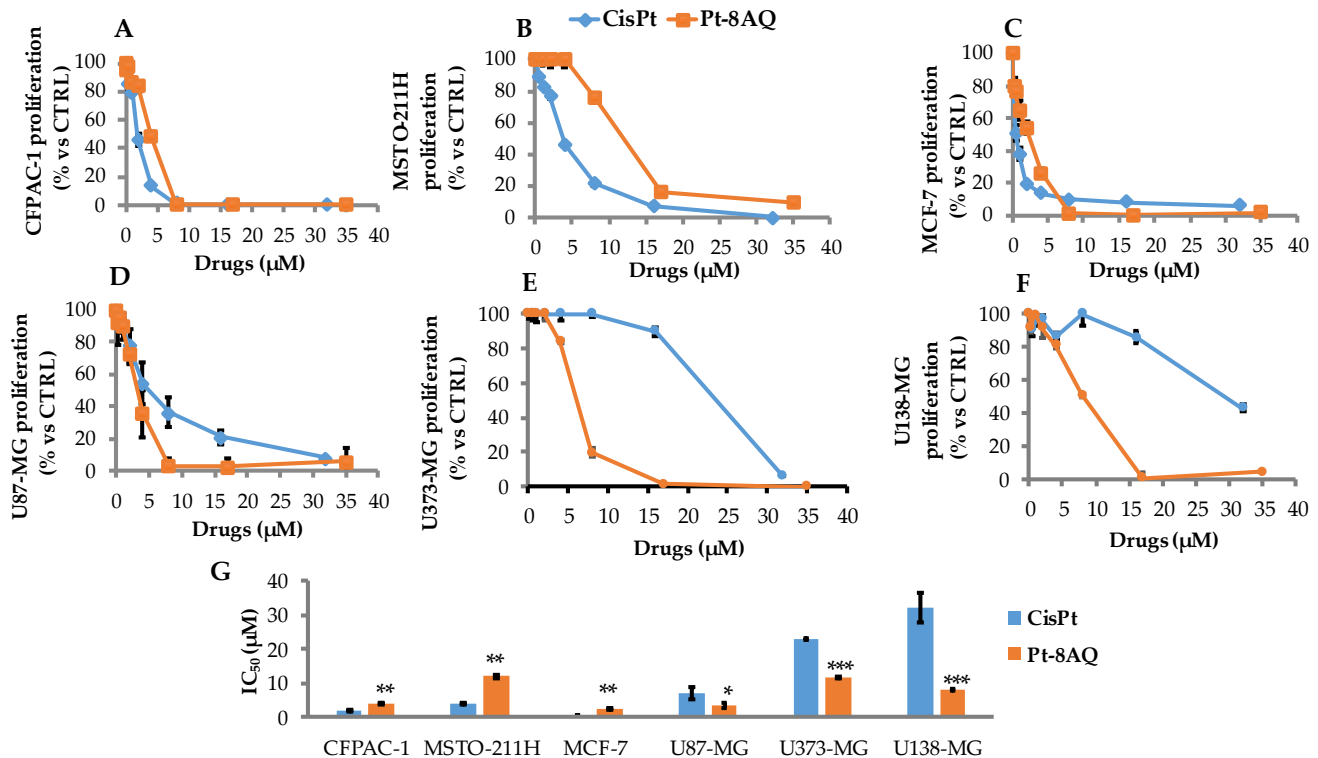 CisPt Pt-8AQ
A
CFPAC-1 proliferation
(% vs CTRL)
100
80
60
40
20
0
0 5 10 15 20 25 30 35 40
Drugs (µM)
B
MSTO-211H
proliferation
(% vs CTRL)
100
80
60
40
20
0
0 10 20 30 40
Drugs (µM)
C
MCF-7 proliferation
(% vs CTRL)
100
80
60
40
20
0
0 5 10 15 20 25 30 35 40
Drugs (µM)
D
U87-MG proliferation
(% vs CTRL)
100
80
60
40
20
0
0 5 10 15 20 25 30 35 40
Drugs (µM)
E
U373-MG proliferation
(% vs CTRL)
100
80
60
40
20
0
0 5 10 15 20 25 30 35 40
Drugs (µM)
F
U138-MG
proliferation
(% vs CTRL)
100
80
60
40
20
0
0 5 10 15 20 25 30 35 40
Drugs (µM)
G
IC50 (µM)
40
30
20
10
0
** ** ** * *** ***
CFPAC-1 MSTO-211H MCF-7 U87-MG U373-MG U138-MG
CisPt
Pt-8AQ